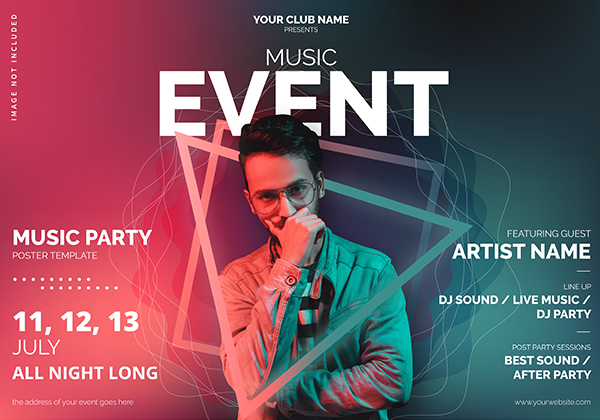 IMAGE NOT INCLUDED
YOUR CLUB NAME
PRESENTS
MUSIC
EVENT
MUSIC PARTY
POSTER TEMPLATE
11, 12, 13
JULY
ALL NIGHT LONG
the address of your event goes here
FEATURING GUEST
ARTIST NAME
LINE UP
DJ SOUND / LIVE MUSIC /
DJ PARTY
POST PARTY SESSIONS
BEST SOUND /
AFTER PARTY
www.yourwebsite.com